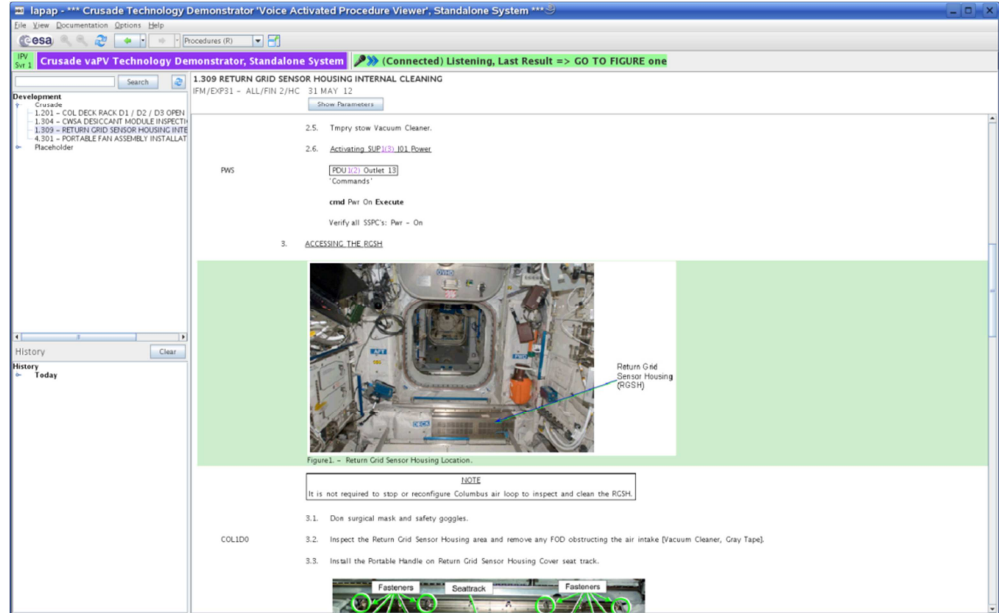 lapap - *** Crusade Technology Demonstrator 'Voice Activated Procedure Viewer', Standalone System ***
File View Documentation Options Help
esa
Procedures (R)
IPV
Svr 1
Crusade vaPV Technology Demonstrator, Standalone System
(Connected) Listening, Last Result => GO TO FIGURE one
Search
Development
Crusade
1.201 - COL DECK RACK D1 / D2 / D3 OPEN
1.304 - CWSA DESICCANT MODULE INSPECTI
1.309 - RETURN GRID SENSOR HOUSING INTE
4.301 - PORTABLE FAN ASSEMBLY INSTALLAT
Placeholder
History
Clear
History
Today
1.309 RETURN GRID SENSOR HOUSING INTERNAL CLEANING
IFM/EXP31 - ALL/FIN 2/HC 31 MAY 12
Show Parameters
2.5. Tmpry stow Vacuum Cleaner.
2.6. Activating SUP1(3) J01 Power
PWS
PDU1(2) Outlet 13
'Commands'
cmd Pwr On Execute
Verify all SSPC's: Pwr - On
3. ACCESSING THE RGSH
AFT
Return Grid
Sensor Housing
(RGSH)
Figure1. - Return Grid Sensor Housing Location.
NOTE
It is not required to stop or reconfigure Columbus air loop to inspect and clean the RGSH.
3.1. Don surgical mask and safety goggles.
COL1D0
3.2. Inspect the Return Grid Sensor Housing area and remove any FOD obstructing the air intake [Vacuum Cleaner, Gray Tape].
3.3. Install the Portable Handle on Return Grid Sensor Housing Cover seat track.
Fasteners
Seattrack
Fasteners